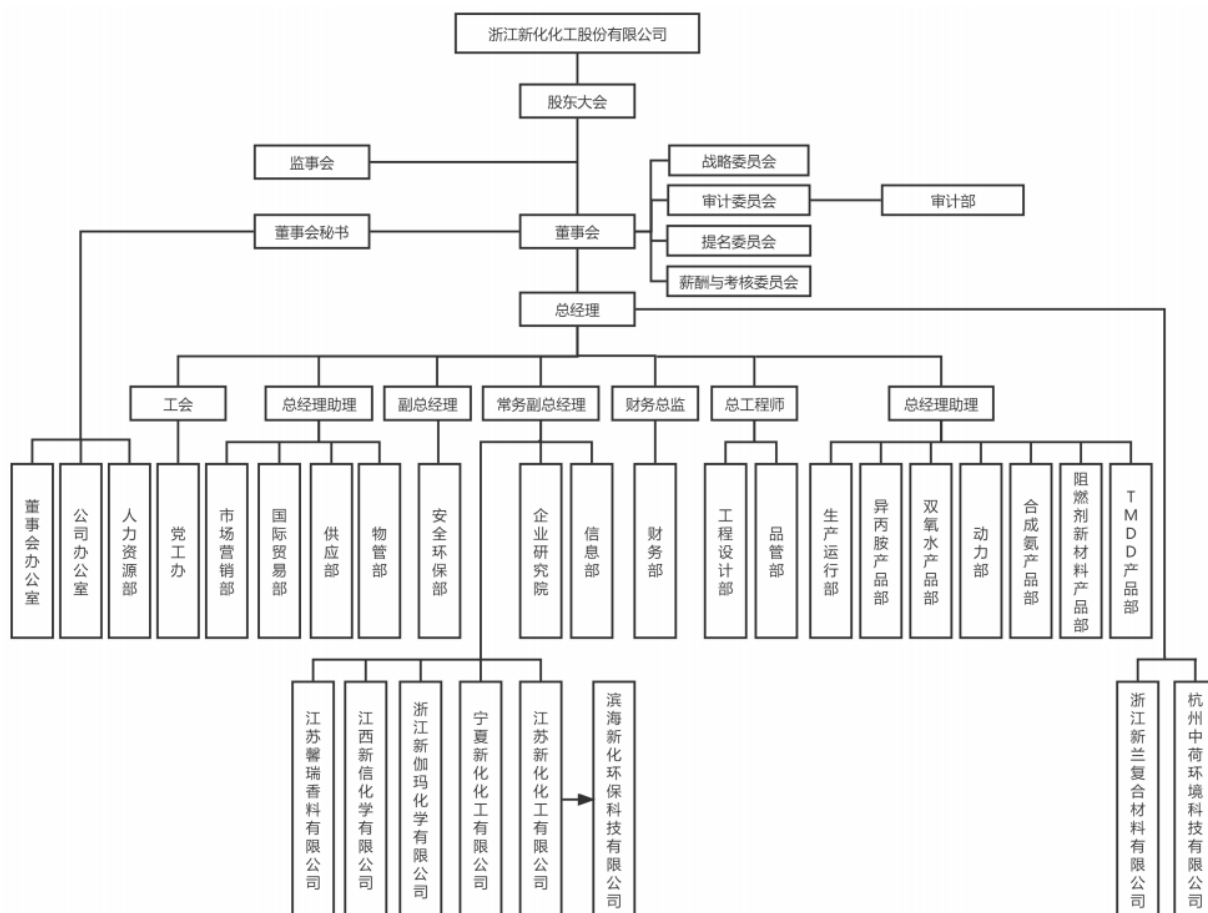 浙江新化化工股份有限公司
股东大会
监事会
战略委员会
审计委员会
审计部
董事会秘书
董事会
提名委员会
薪酬与考核委员会
总经理
工会
总经理助理
副总经理
常务副总经理
财务总监
总工程师
总经理助理
董事会办公室
公司办公室
人力资源部
党工办
市场营销部
国际贸易部
供应部
物管部
安全环保部
企业研究院
信息部
财务部
工程设计部
品管部
生产运行部
异丙胺产品部
双氧水产品部
动力部
合成氨产品部
阻燃剂新材料产品部
TMDD产品部
江苏馨瑞香料有限公司
江西新信化学有限公司
浙江新伽玛化学有限公司
宁夏新化化工有限公司
江苏新化化工有限公司
滨海新化环保科技有限公司
浙江新兰复合材料有限公司
杭州中荷环境科技有限公司